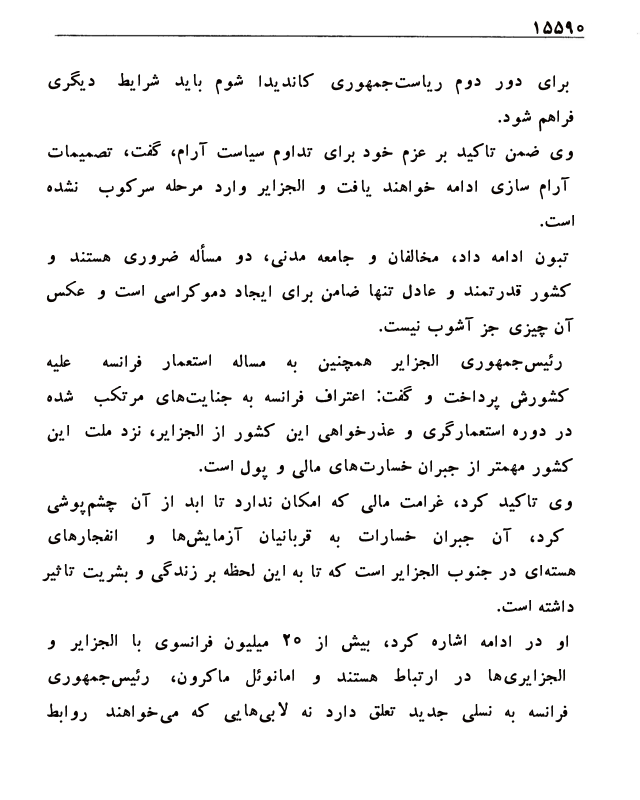 ۱۵۵۹۰
برای دور دوم ریاست‌جمهوری کاندیدا شوم باید شرایط دیگری
فراهم شود.
وی ضمن تاکید بر عزم خود برای تداوم سیاست آرام، گفت، تصمیمات
آرام سازی ادامه خواهند یافت و الجزایر وارد مرحله سرکوب نشده
است.
تبون ادامه داد، مخالفان و جامعه مدنی، دو مسأله ضروری هستند و
کشور قدرتمند و عادل تنها ضامن برای ایجاد دموکراسی است و عکس
آن چیزی جز آشوب نیست.
رئیس‌جمهوری الجزایر همچنین به مساله استعمار فرانسه علیه
کشورش پرداخت و گفت: اعتراف فرانسه به جنایت‌های مرتکب شده
در دوره استعمارگری و عذرخواهی این کشور از الجزایر، نزد ملت این
کشور مهمتر از جبران خسارت‌های مالی و پول است.
وی تاکید کرد، غرامت مالی که امکان ندارد تا ابد از آن چشم‌پوشی
کرد، آن جبران خسارات به قربانیان آزمایش‌ها و انفجارهای
هسته‌ای در جنوب الجزایر است که تا به این لحظه بر زندگی و بشریت تاثیر
داشته است.
او در ادامه اشاره کرد، بیش از ۲۰ میلیون فرانسوی با الجزایر و
الجزایری‌ها در ارتباط هستند و امانوئل ماکرون، رئیس‌جمهوری
فرانسه به نسلی جدید تعلق دارد نه لابی‌هایی که می‌خواهند روابط